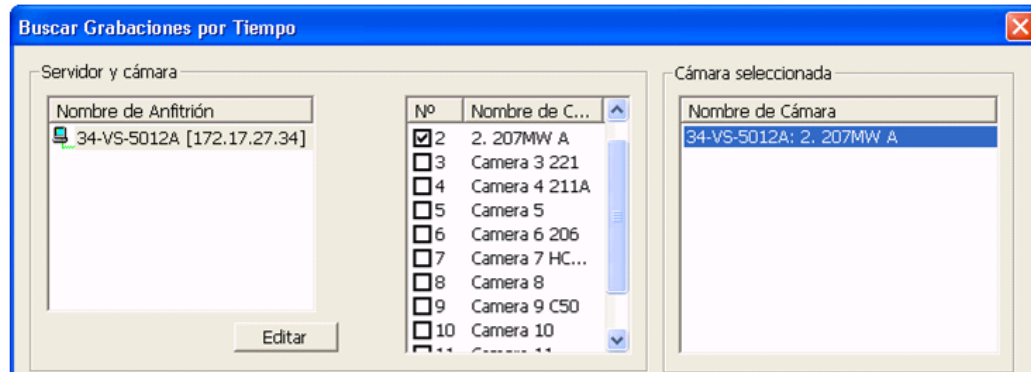 Buscar Grabaciones por Tiempo
Servidor y cámara
Nombre de Anfitrión
34-VS-5012A [172.17.27.34]
Editar
Nº Nombre de C...
2 2. 207MW A
3 Camera 3 221
4 Camera 4 211A
5 Camera 5
6 Camera 6 206
7 Camera 7 HC...
8 Camera 8
9 Camera 9 C50
10 Camera 10
Cámara seleccionada
Nombre de Cámara
34-VS-5012A: 2. 207MW A